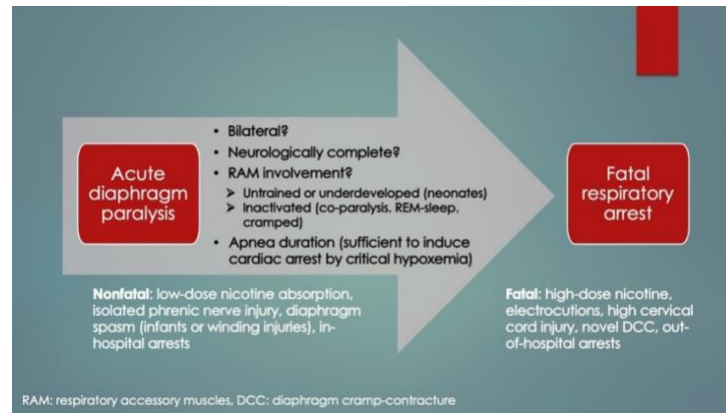 • Bilateral?
• Neurologically complete?
• RAM involvement?
➢ Untrained or underdeveloped (neonates)
➢ Inactivated (co-paralysis, REM-sleep,
cramped)
• Apnea duration (sufficient to induce
cardiac arrest by critical hypoxemia)
Acute
diaphragm
paralysis
Fatal
respiratory
arrest
Nonfatal: low-dose nicotine absorption,
isolated phrenic nerve injury, diaphragm
spasm (infants or winding injuries), in-
hospital arrests
Fatal: high-dose nicotine,
electrocutions, high cervical
cord injury, novel DCC, out-
of-hospital arrests
RAM: respiratory accessory muscles, DCC: diaphragm cramp-contracture